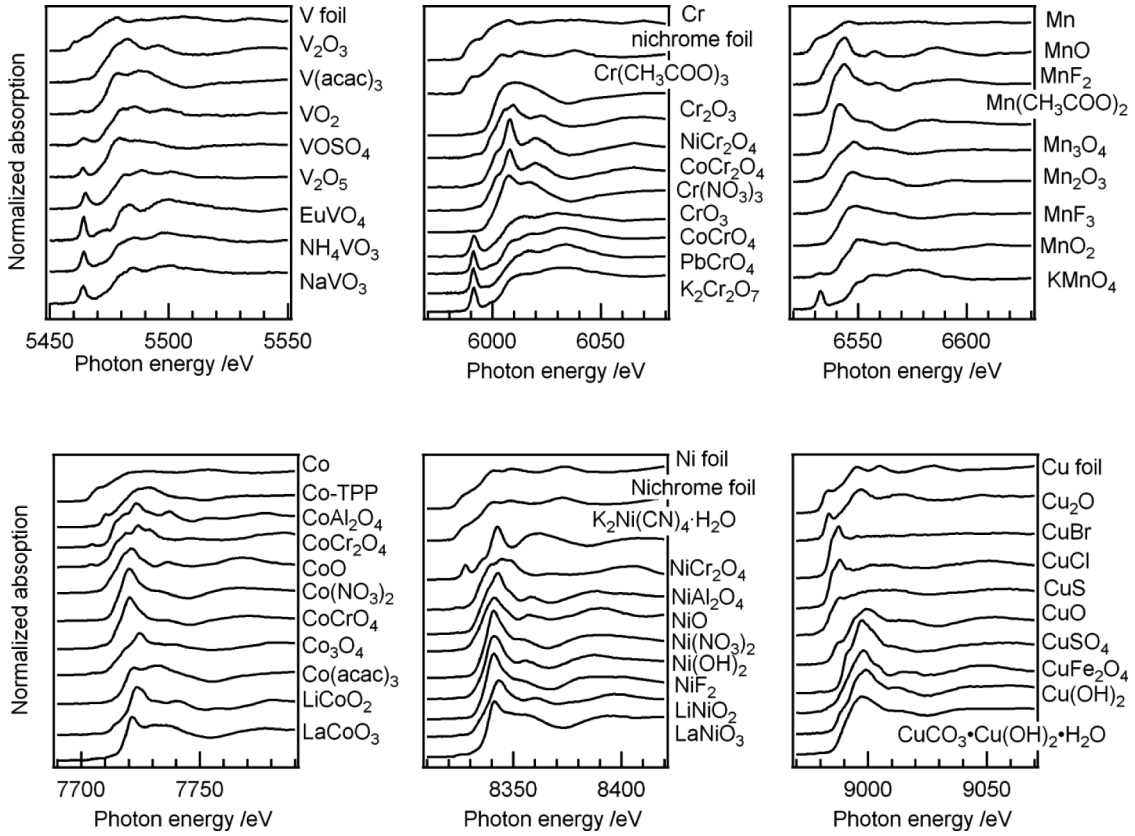 Normalized absorption
V foil
V₂O₃
V(acac)₃
VO₂
VOSO₄
V₂O₅
EuVO₄
NH₄VO₃
NaVO₃
5450 5500 5550
Photon energy /eV
Cr
nichrome foil
Cr(CH₃COO)₃
Cr₂O₃
NiCr₂O₄
CoCr₂O₄
Cr(NO₃)₃
CrO₃
CoCrO₄
PbCrO₄
K₂Cr₂O₇
6000 6050
Photon energy /eV
Mn
MnO
MnF₂
Mn(CH₃COO)₂
Mn₃O₄
Mn₂O₃
MnF₃
MnO₂
KMnO₄
6550 6600
Photon energy /eV
Normalized absoption
Co
Co-TPP
CoAl₂O₄
CoCr₂O₄
CoO
Co(NO₃)₂
CoCrO₄
Co₃O₄
Co(acac)₃
LiCoO₂
LaCoO₃
7700 7750
Photon energy /eV
Ni foil
Nichrome foil
K₂Ni(CN)₄·H₂O
NiCr₂O₄
NiAl₂O₄
NiO
Ni(NO₃)₂
Ni(OH)₂
NiF₂
LiNiO₂
LaNiO₃
8350 8400
Photon energy /eV
Cu foil
Cu₂O
CuBr
CuCl
CuS
CuO
CuSO₄
CuFe₂O₄
Cu(OH)₂
CuCO₃•Cu(OH)₂•H₂O
9000 9050
Photon energy /eV